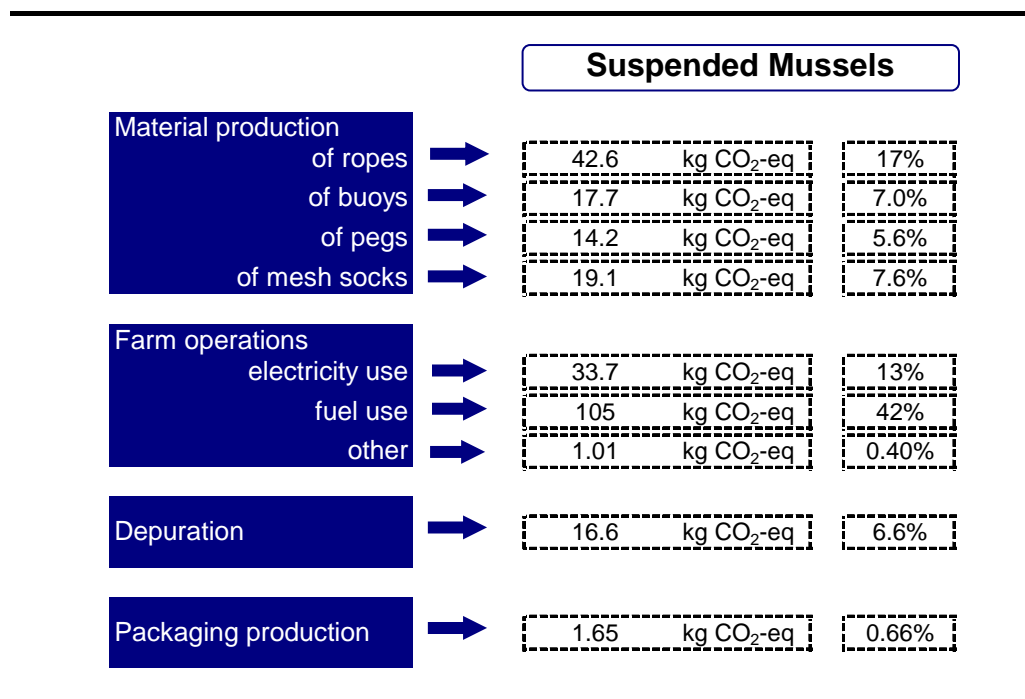 Suspended Mussels
Material production
of ropes 42.6 kg CO₂-eq 17%
of buoys 17.7 kg CO₂-eq 7.0%
of pegs 14.2 kg CO₂-eq 5.6%
of mesh socks 19.1 kg CO₂-eq 7.6%
Farm operations
electricity use 33.7 kg CO₂-eq 13%
fuel use 105 kg CO₂-eq 42%
other 1.01 kg CO₂-eq 0.40%
Depuration 16.6 kg CO₂-eq 6.6%
Packaging production 1.65 kg CO₂-eq 0.66%